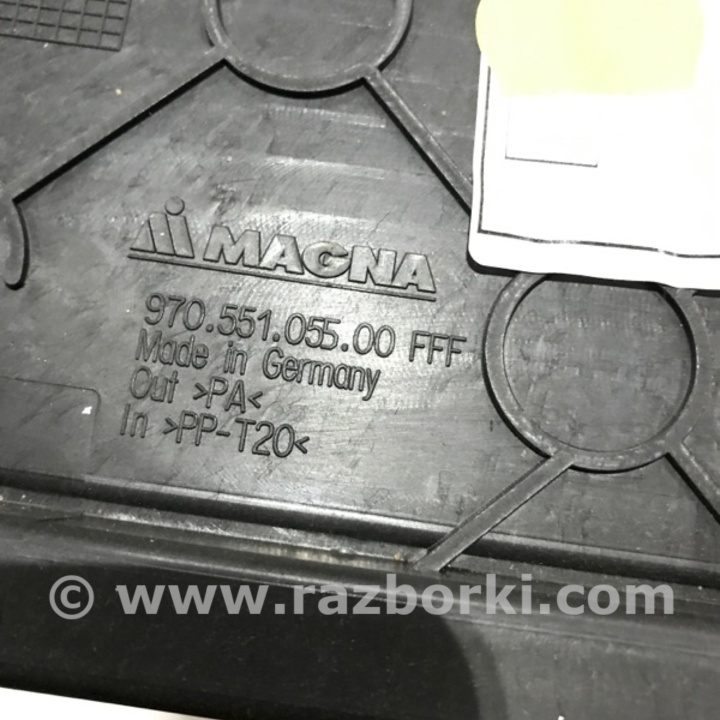 MAGNA
970.551.055.00 FFF
Made in Germany
Out >PA<
In >PP-T20<
© www.razborki.com